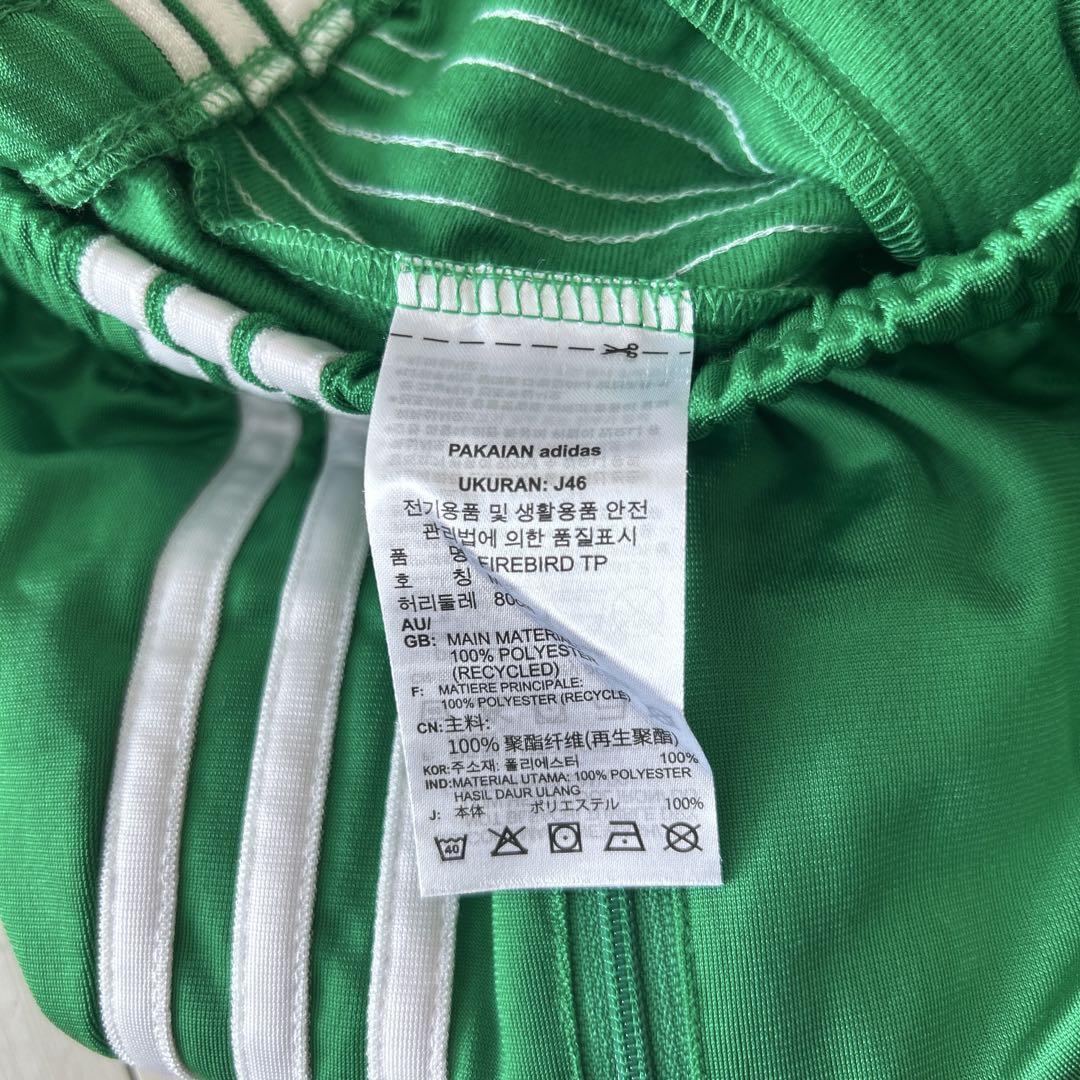 PAKAIAN adidas
UKURAN: J46
전기용품 및 생활용품 안전
관리법에 의한 품질표시
품 명 FIREBIRD TP
호 칭
허리둘레
AU/
GB: MAIN MATERIAL
100% POLYESTER
(RECYCLED)
F: MATIERE PRINCIPALE:
100% POLYESTER (RECYCLE)
CN: 主料:
100% 聚酯纤维(再生聚酯)
KOR: 주소재: 폴리에스터 100%
IND: MATERIAL UTAMA: 100% POLYESTER
HASIL DAUR ULANG
J: 本体 ポリエステル 100%
40